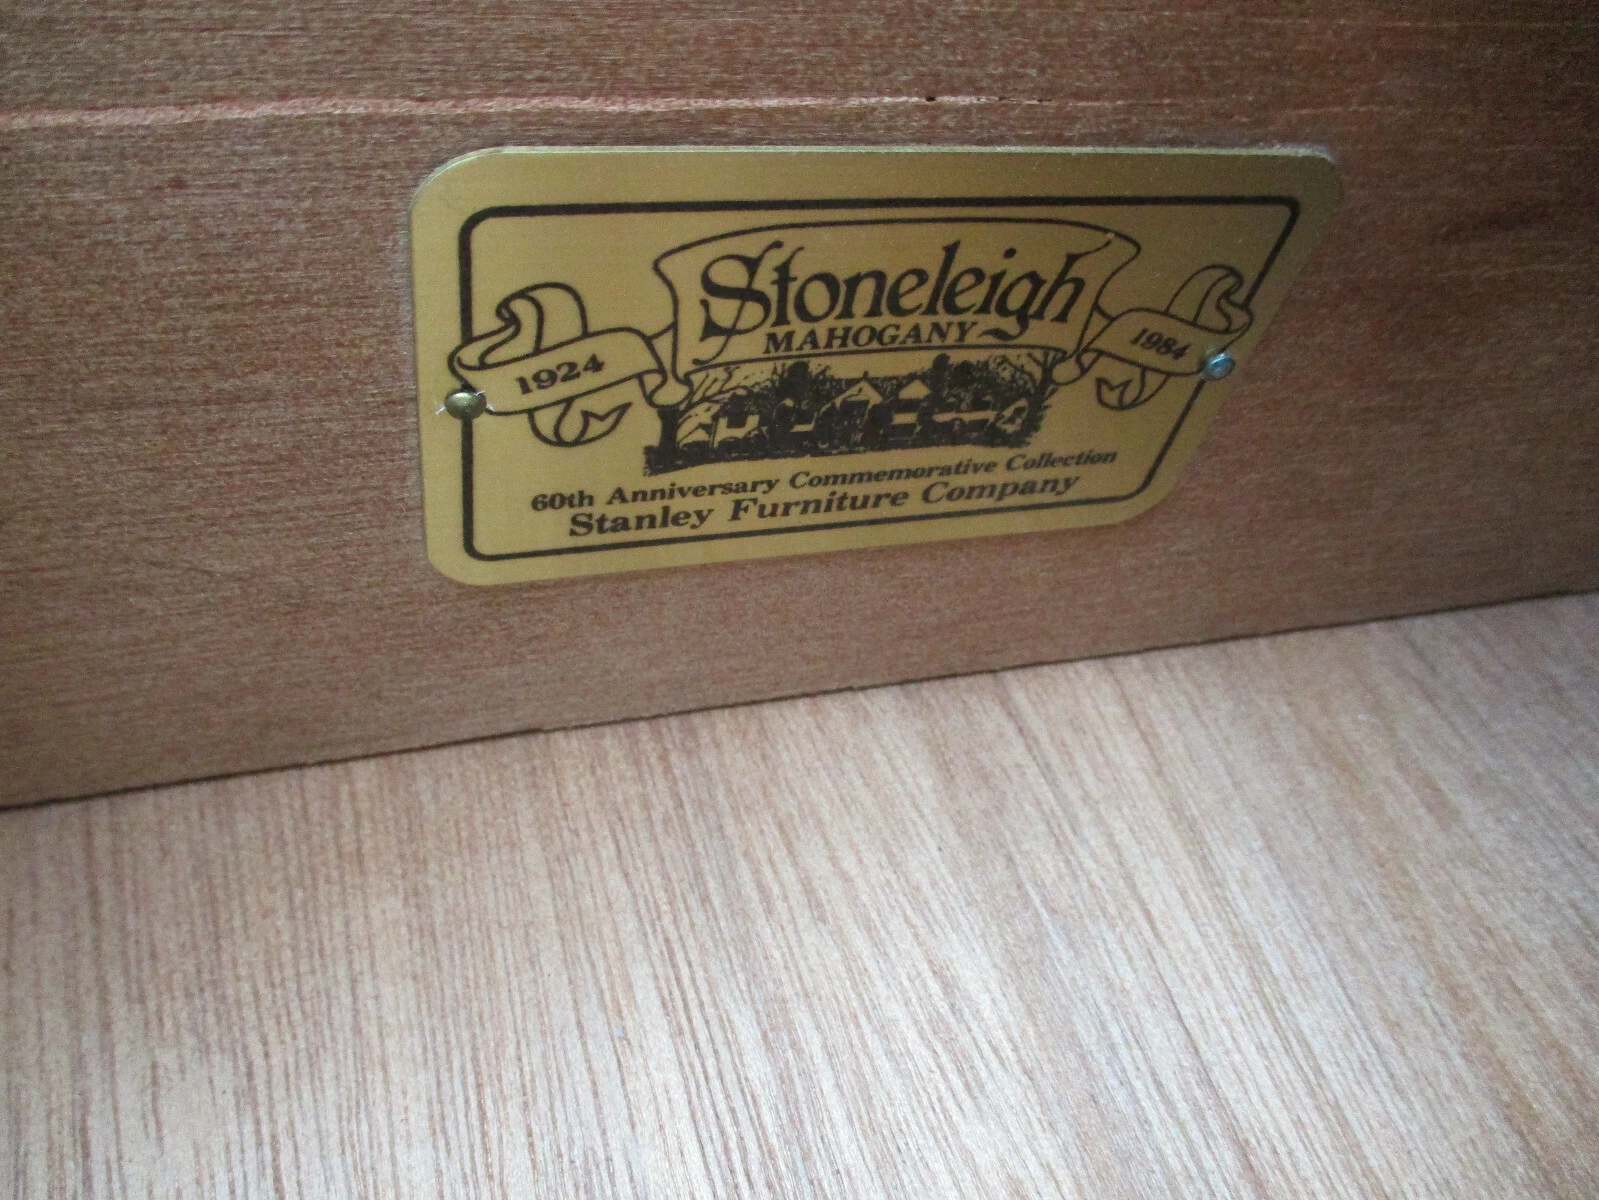 Stoneleigh
MAHOGANY
1924
1984
60th Anniversary Commemorative Collection
Stanley Furniture Company